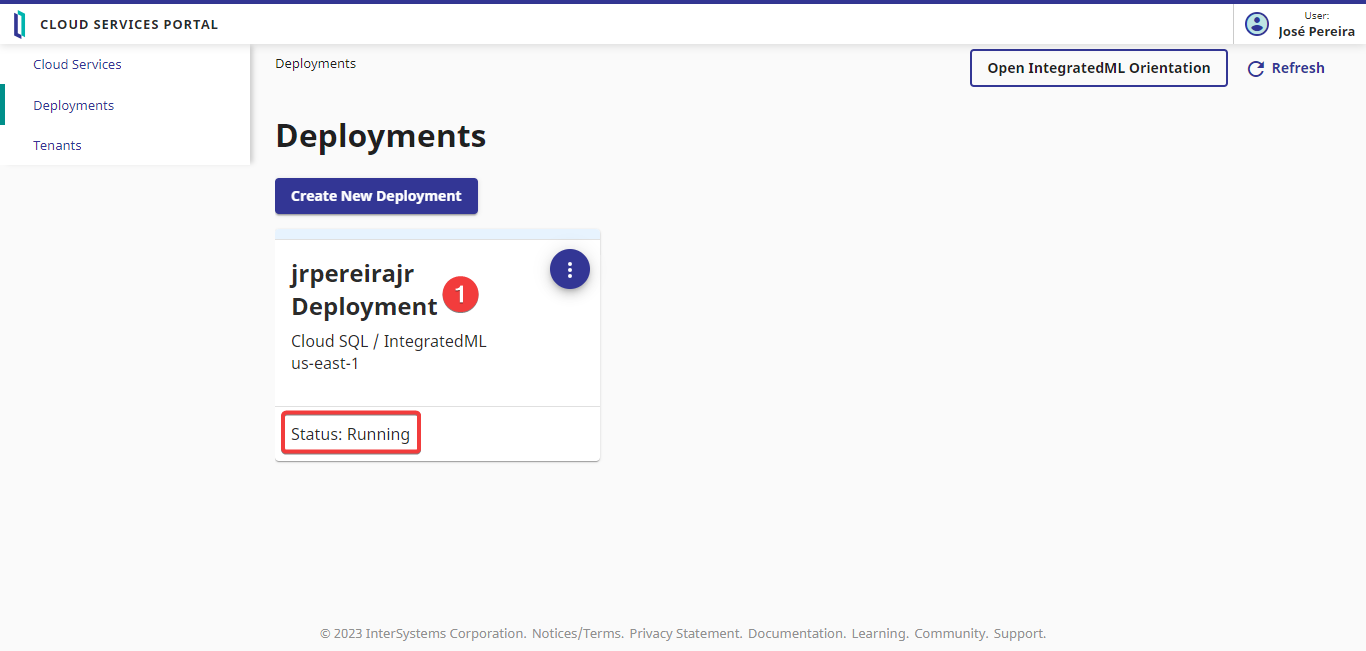 CLOUD SERVICES PORTAL
User:
José Pereira
Cloud Services
Deployments
Tenants
Deployments
Open IntegratedML Orientation
Refresh
Deployments
Create New Deployment
jrpereirajr
Deployment
1
Cloud SQL / IntegratedML
us-east-1
Status: Running
© 2023 InterSystems Corporation. Notices/Terms. Privacy Statement. Documentation. Learning. Community. Support.